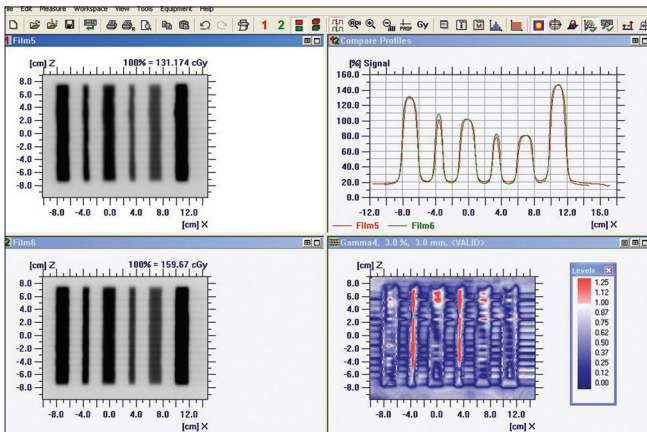 File Edit Measure Workspace View Tools Equipment Help
1 2 Gy
1 Film5
[cm] Z 100% = 131.174 cGy
8.0
6.0
4.0
2.0
0.0
-2.0
-4.0
-6.0
-8.0
-8.0 -4.0 0.0 4.0 8.0 12.0
[cm] X
2 Compare Profiles
[%] Signal
160.0
140.0
120.0
100.0
80.0
60.0
40.0
20.0
-12.0 -8.0 -4.0 0.0 4.0 8.0 12.0 16.0
Film5 Film6 [cm] X
2 Film6
[cm] Z 100% = 159.67 cGy
8.0
6.0
4.0
2.0
0.0
-2.0
-4.0
-6.0
-8.0
-8.0 -4.0 0.0 4.0 8.0 12.0
[cm] X
Gamma4, 3.0 %, 3.0 mm, <VALID>
[cm] Z
8.0
6.0
4.0
2.0
0.0
-2.0
-4.0
-6.0
-8.0
-8.0 -4.0 0.0 4.0 8.0 12.0
[cm] X
Levels
1.25
1.12
1.00
0.87
0.75
0.62
0.50
0.37
0.25
0.12
0.00